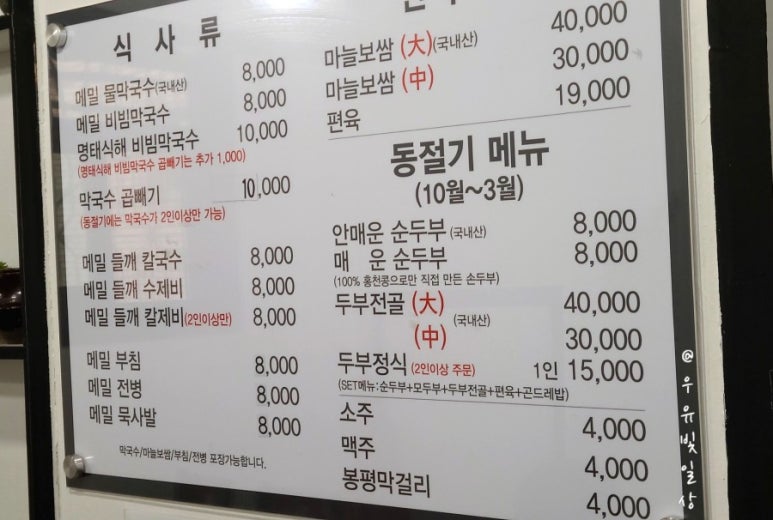 식 사 류
메밀 물막국수(국내산) 8,000
메밀 비빔막국수 8,000
명태식해 비빔막국수 10,000
(명태식해 비빔막국수 곱빼기는 추가 1,000)
막국수 곱빼기 10,000
(동절기에는 막국수가 2인이상만 가능)
메밀 들깨 칼국수 8,000
메밀 들깨 수제비 8,000
메밀 들깨 칼제비(2인이상만) 8,000
메밀 부침 8,000
메밀 전병 8,000
메밀 묵사발 8,000
막국수/마늘보쌈/부침/전병 포장가능합니다.
마늘보쌈 (大)(국내산) 40,000
마늘보쌈 (中) 30,000
편육 19,000
동절기 메뉴
(10월~3월)
안매운 순두부 (국내산) 8,000
매 운 순두부 8,000
(100% 홍천콩으로만 직접 만든 손두부)
두부전골 (大) (국내산) 40,000
(中) 30,000
두부정식 (2인이상 주문) 1인 15,000
(SET메뉴:순두부+모두부+두부전골+편육+곤드레밥)
소주 4,000
맥주 4,000
봉평막걸리 4,000
@우유빛일상